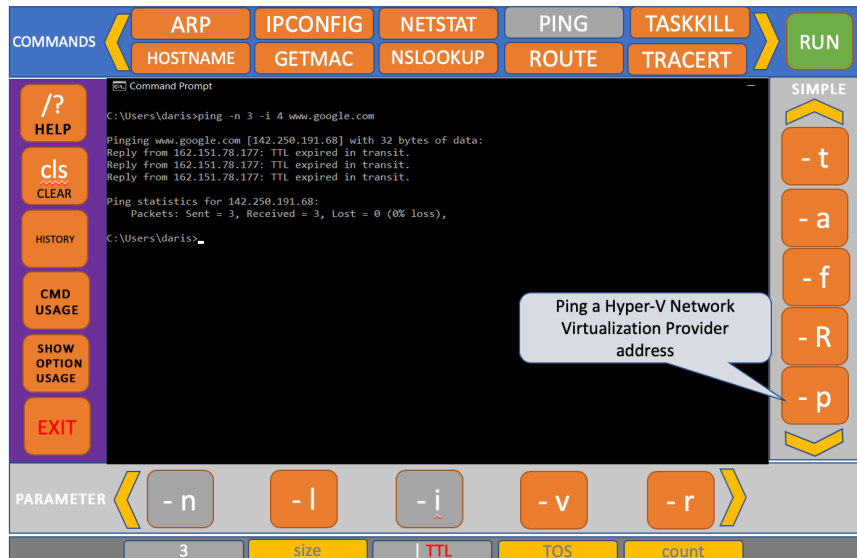 COMMANDS
ARP IPCONFIG NETSTAT PING TASKKILL
HOSTNAME GETMAC NSLOOKUP ROUTE TRACERT
RUN
/?
HELP
cls
CLEAR
HISTORY
CMD
USAGE
SHOW
OPTION
USAGE
EXIT
Command Prompt
C:\Users\daris>ping -n 3 -i 4 www.google.com
Pinging www.google.com [142.250.191.68] with 32 bytes of data:
Reply from 162.151.78.177: TTL expired in transit.
Reply from 162.151.78.177: TTL expired in transit.
Reply from 162.151.78.177: TTL expired in transit.
Ping statistics for 142.250.191.68:
Packets: Sent = 3, Received = 3, Lost = 0 (0% loss),
C:\Users\daris>
Ping a Hyper-V Network
Virtualization Provider
address
SIMPLE
- t
- a
- f
- R
- p
PARAMETER
- n - l - i - v - r
3 size | TTL TOS count